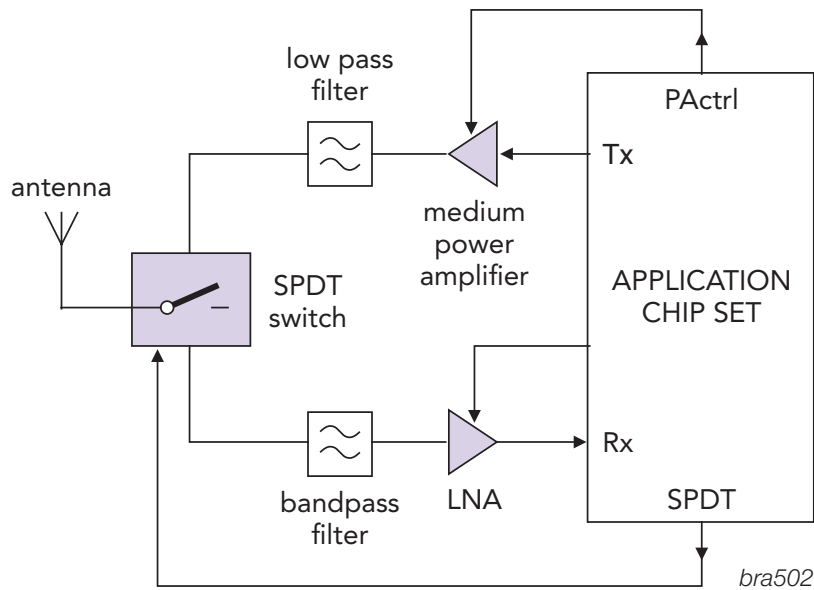 low pass
filter
PActrl
Tx
antenna
medium
power
amplifier
SPDT
switch
APPLICATION
CHIP SET
Rx
bandpass
filter
LNA
SPDT
bra502